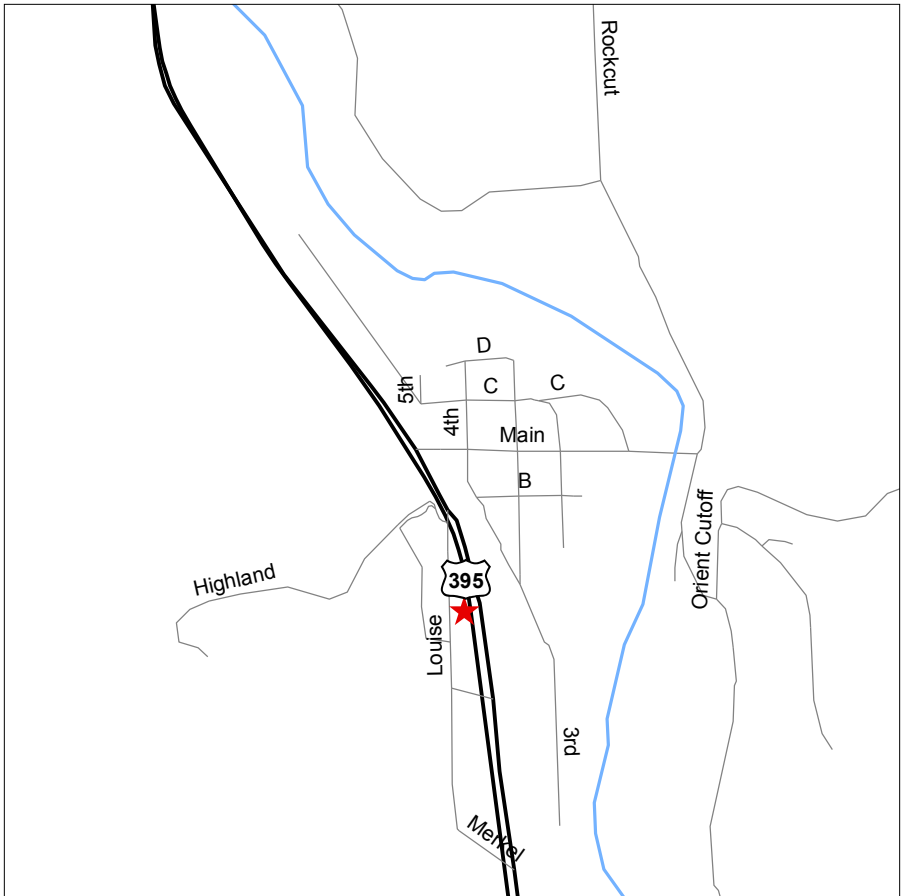 Rockcut
D
C
C
5th
4th
Main
B
Orient Cutoff
Highland
395
Louise
3rd
Merkel